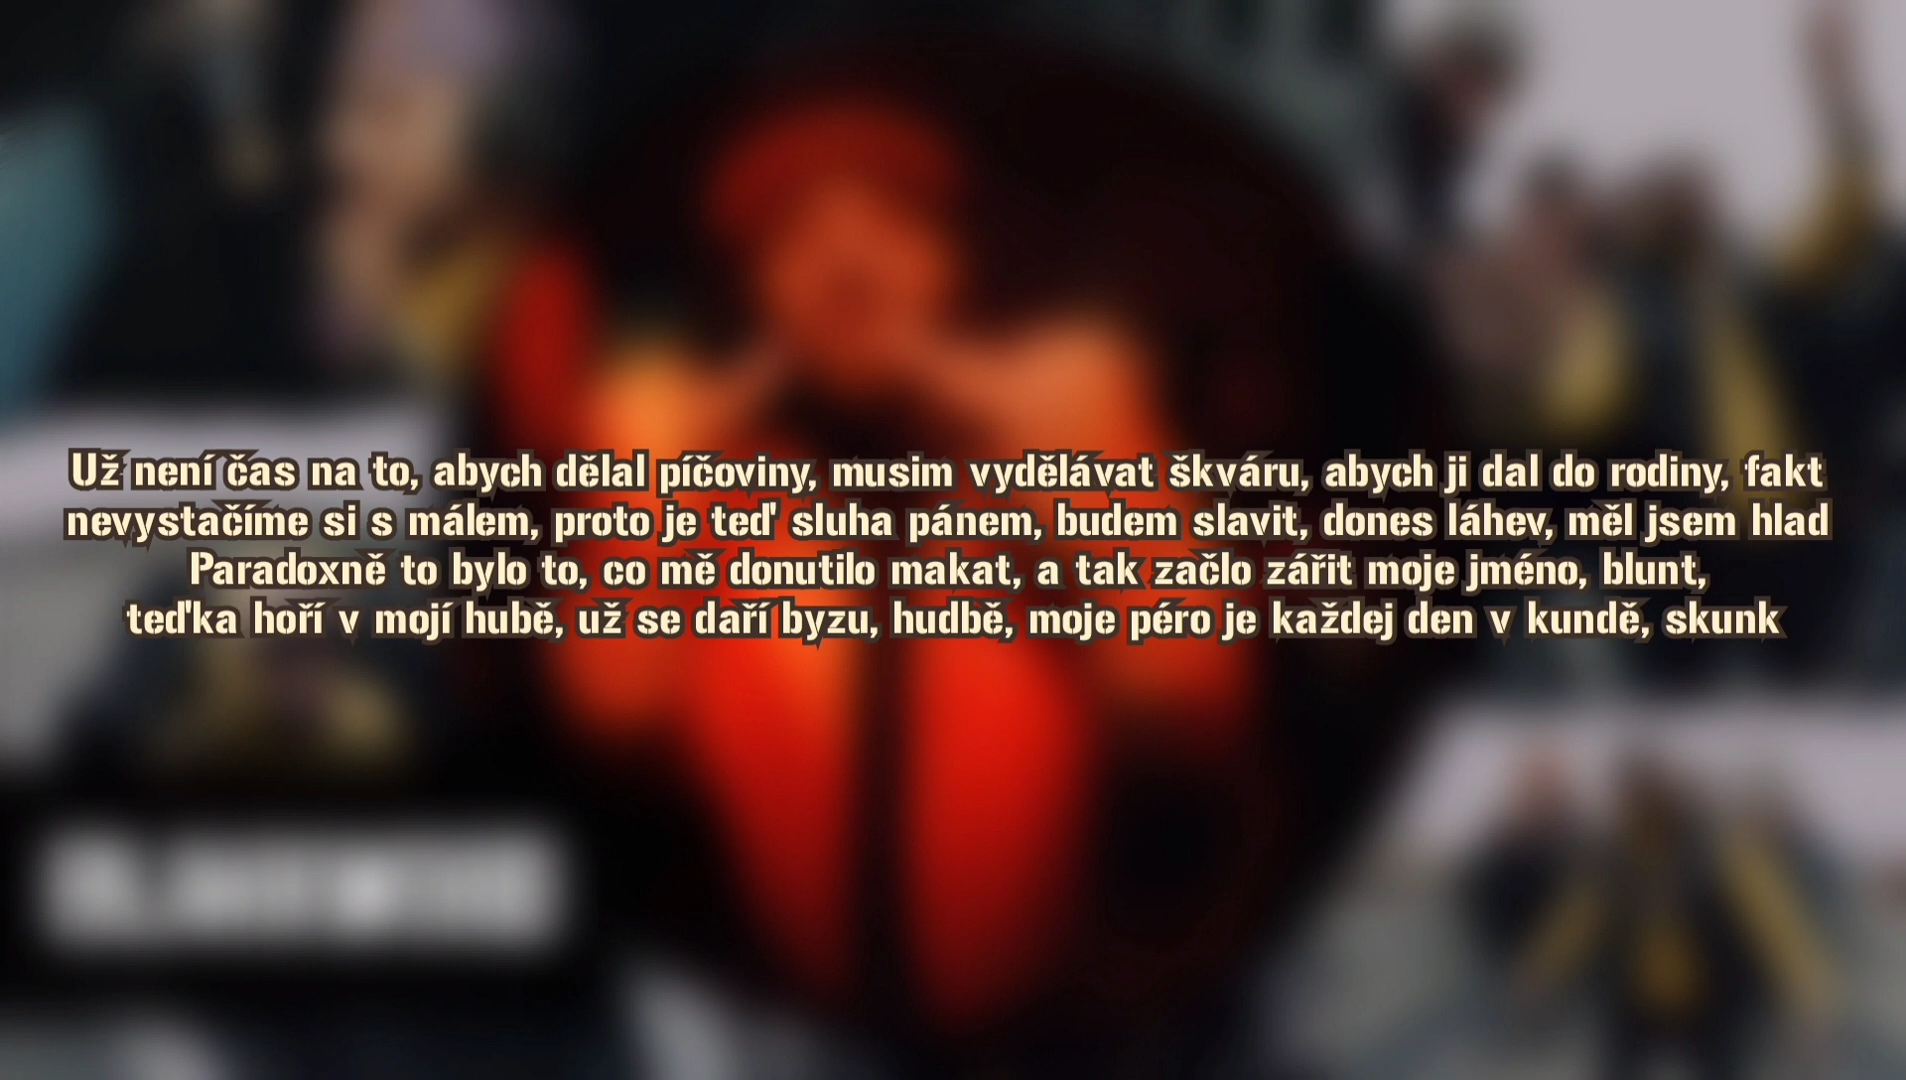 Už není čas na to, abych dělal píčoviny, musim vydělávat škváru, abych ji dal do rodiny, fakt
nevystačíme si s málem, proto je teď sluha pánem, budem slavit, dones láhev, měl jsem hlad
Paradoxně to bylo to, co mě donutilo makat, a tak začlo zářit moje jméno, blunt,
teďka hoří v mojí hubě, už se daří byzu, hudbě, moje péro je každej den v kundě, skunk